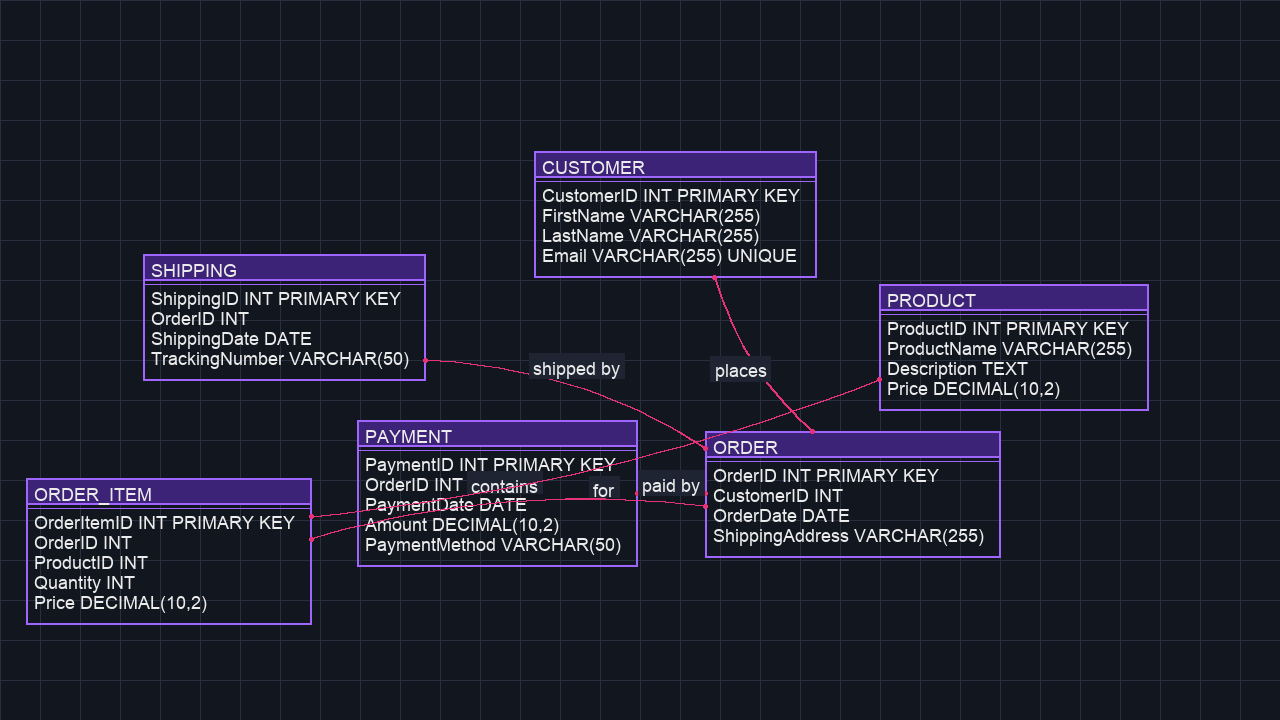 CUSTOMER
CustomerID INT PRIMARY KEY
FirstName VARCHAR(255)
LastName VARCHAR(255)
Email VARCHAR(255) UNIQUE
SHIPPING
ShippingID INT PRIMARY KEY
OrderID INT
ShippingDate DATE
TrackingNumber VARCHAR(50)
PRODUCT
ProductID INT PRIMARY KEY
ProductName VARCHAR(255)
Description TEXT
Price DECIMAL(10,2)
shipped by
places
PAYMENT
PaymentID INT PRIMARY KEY
OrderID INT
PaymentDate DATE
Amount DECIMAL(10,2)
PaymentMethod VARCHAR(50)
contains
for
paid by
ORDER
OrderID INT PRIMARY KEY
CustomerID INT
OrderDate DATE
ShippingAddress VARCHAR(255)
ORDER_ITEM
OrderItemID INT PRIMARY KEY
OrderID INT
ProductID INT
Quantity INT
Price DECIMAL(10,2)